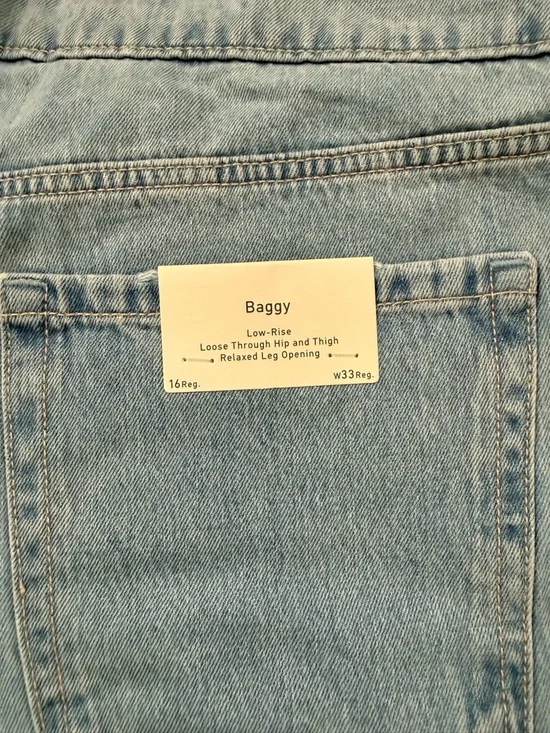 Baggy
Low-Rise
Loose Through Hip and Thigh
Relaxed Leg Opening
16Reg. W33Reg.